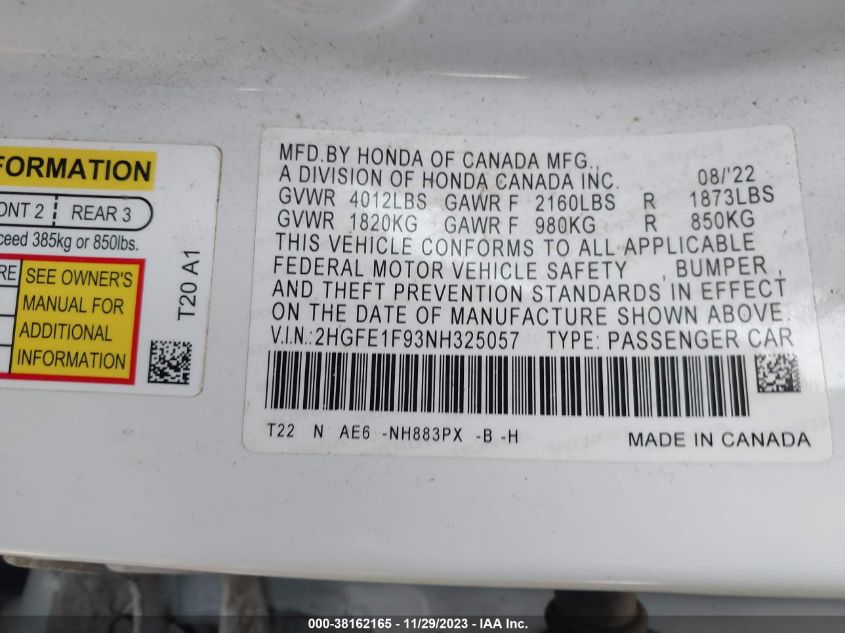 FORMATION
ONT 2 | REAR 3
ceed 385kg or 850lbs.
RE
SEE OWNER'S
MANUAL FOR
ADDITIONAL
INFORMATION
T20 A1
MFD.BY HONDA OF CANADA MFG.,
A DIVISION OF HONDA CANADA INC. 08/'22
GVWR 4012LBS GAWR F 2160LBS R 1873LBS
GVWR 1820KG GAWR F 980KG R 850KG
THIS VEHICLE CONFORMS TO ALL APPLICABLE
FEDERAL MOTOR VEHICLE SAFETY , BUMPER ,
AND THEFT PREVENTION STANDARDS IN EFFECT
ON THE DATE OF MANUFACTURE SHOWN ABOVE.
V.I.N.:2HGFE1F93NH325057 TYPE: PASSENGER CAR
T22 N AE6 -NH883PX -B -H
MADE IN CANADA
000-38162165 - 11/29/2023 - IAA Inc.